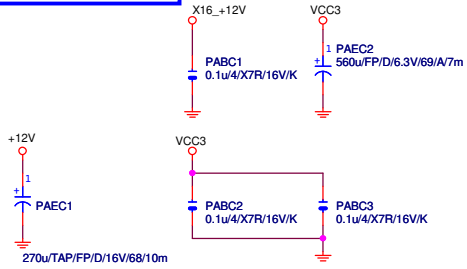 X16_+12V
VCC3
PABC1
0.1u/4/X7R/16V/K
1
PAEC2
+
560u/FP/D/6.3V/69/A/7m
+12V
VCC3
1
+
PAEC1
PABC2
0.1u/4/X7R/16V/K
PABC3
0.1u/4/X7R/16V/K
270u/TAP/FP/D/16V/68/10m